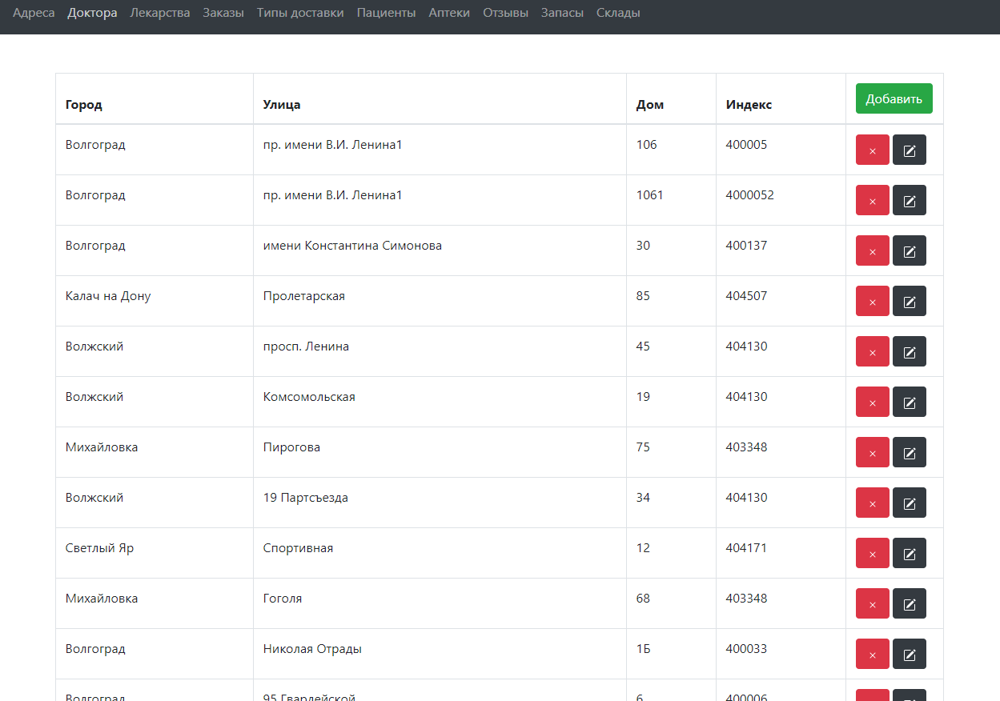 Адреса Доктора Лекарства Заказы Типы доставки Пациенты Аптеки Отзывы Запасы Склады
Город Улица Дом Индекс Добавить
Волгоград пр. имени В.И. Ленина1 106 400005
Волгоград пр. имени В.И. Ленина1 1061 4000052
Волгоград имени Константина Симонова 30 400137
Калач на Дону Пролетарская 85 404507
Волжский просп. Ленина 45 404130
Волжский Комсомольская 19 404130
Михайловка Пирогова 75 403348
Волжский 19 Партсъезда 34 404130
Светлый Яр Спортивная 12 404171
Михайловка Гоголя 68 403348
Волгоград Николая Отрады 1Б 400033
Волгоград 95 Гвардейской 6 400006